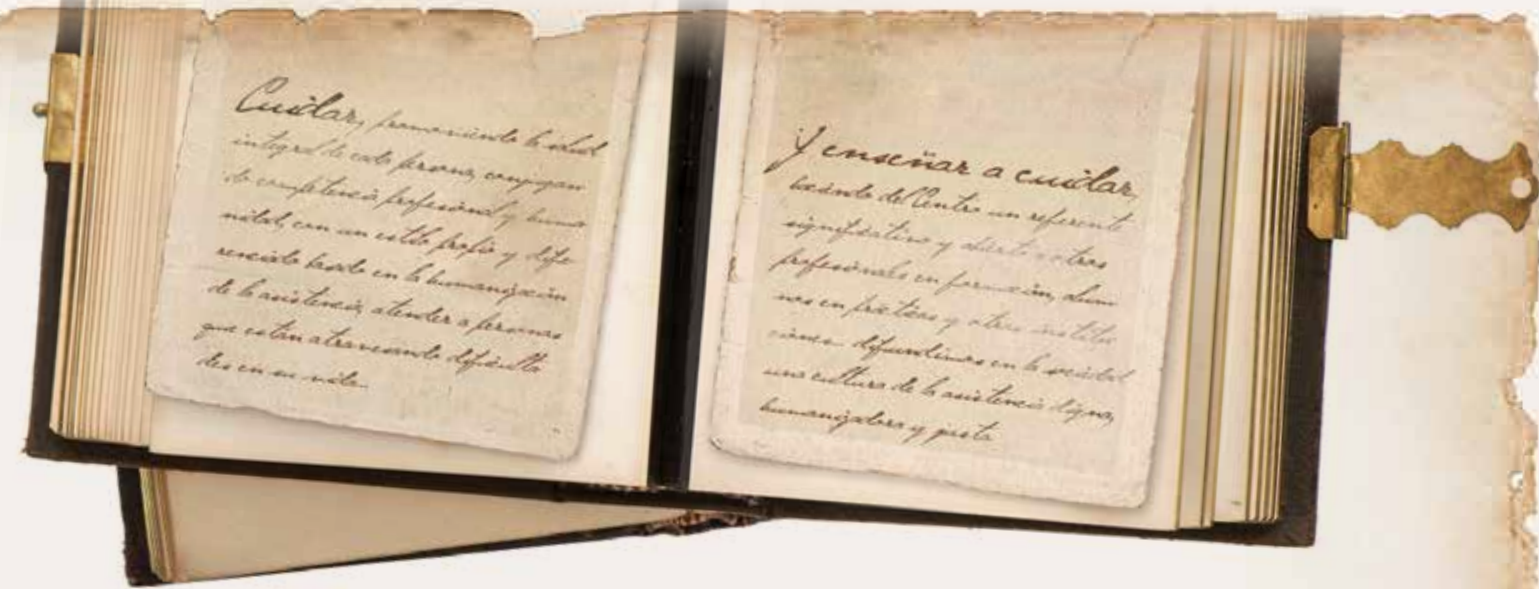 Cuidar, promoviendo la salud
integral de cada persona, conjugan
do competencia profesional y huma
nidad, con un estilo propio y dife
renciado basado en la humanización
de la asistencia, atender a personas
que están atravesando dificulta
des en su vida.
Y enseñar a cuidar,
haciendo del Centro un referente
significativo y abierto a otros
profesionales en formación, alum
nos en prácticas y otras institu
ciones difundimos en la sociedad
una cultura de la asistencia digna,
humanizadora y justa